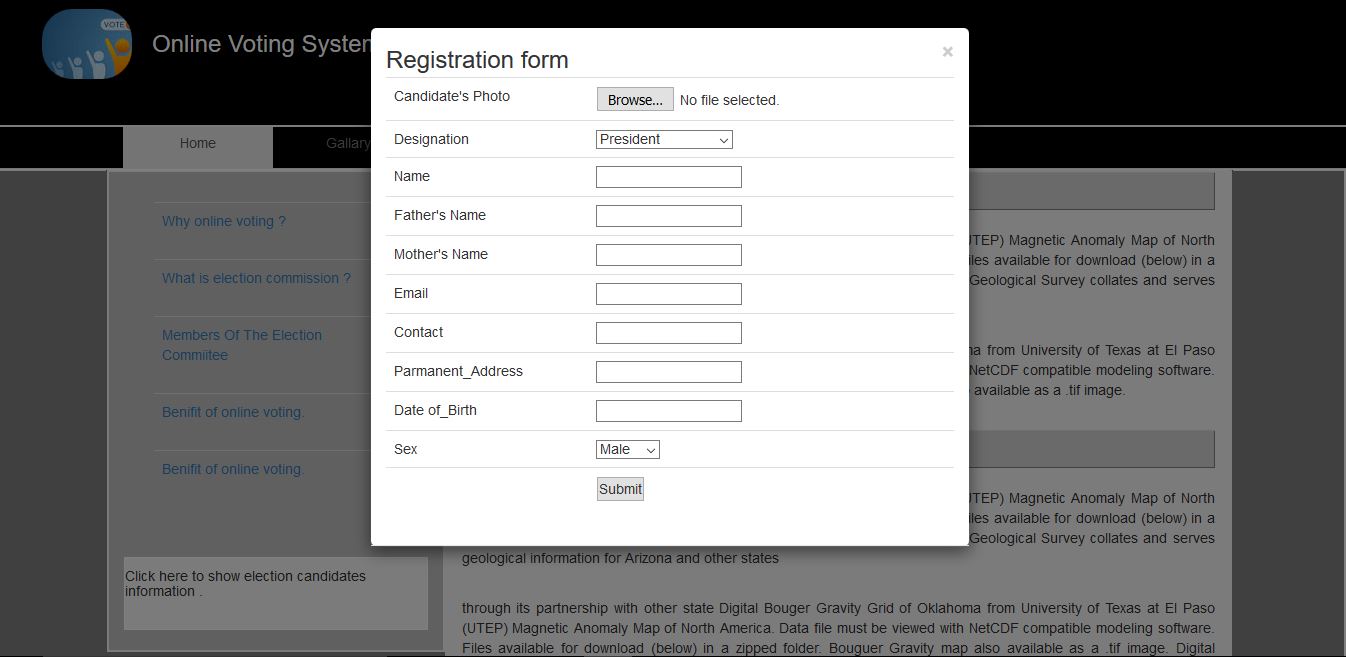 VOTE
Online Voting System
Registration form
×
Candidate's Photo
Browse... No file selected.
Designation
President
Name
Father's Name
Mother's Name
Email
Contact
Parmanent_Address
Date of_Birth
Sex
Male
Submit
Home
Gallary
Why online voting ?
What is election commission ?
Members Of The Election
Commiitee
Benifit of online voting.
Benifit of online voting.
Click here to show election candidates
information .
UTEP) Magnetic Anomaly Map of North
iles available for download (below) in a
Geological Survey collates and serves
ma from University of Texas at El Paso
NetCDF compatible modeling software.
available as a .tif image.
UTEP) Magnetic Anomaly Map of North
iles available for download (below) in a
Geological Survey collates and serves
geological information for Arizona and other states
through its partnership with other state Digital Bouger Gravity Grid of Oklahoma from University of Texas at El Paso
(UTEP) Magnetic Anomaly Map of North America. Data file must be viewed with NetCDF compatible modeling software.
Files available for download (below) in a zipped folder. Bouguer Gravity map also available as a .tif image. Digital